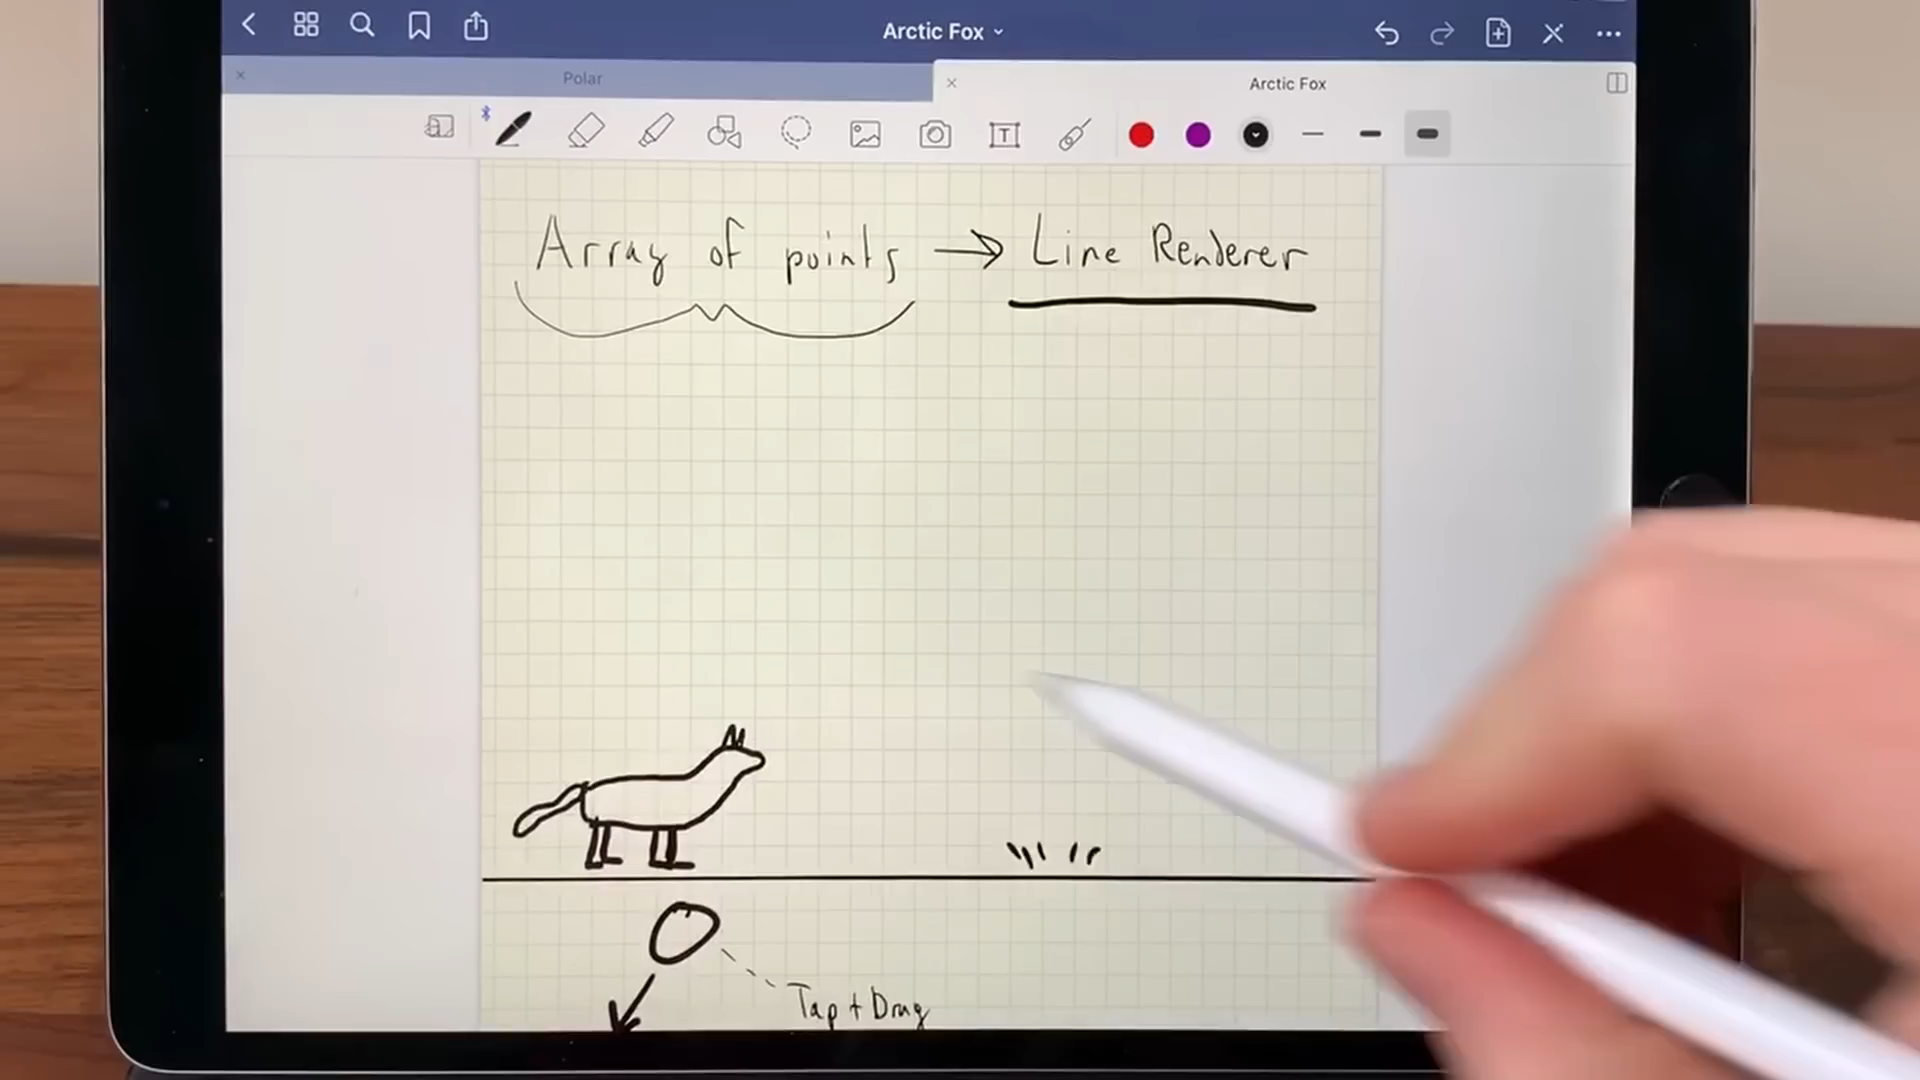 Arctic Fox
Polar
Arctic Fox
T
Array of points → Line Renderer
Tap + Drag